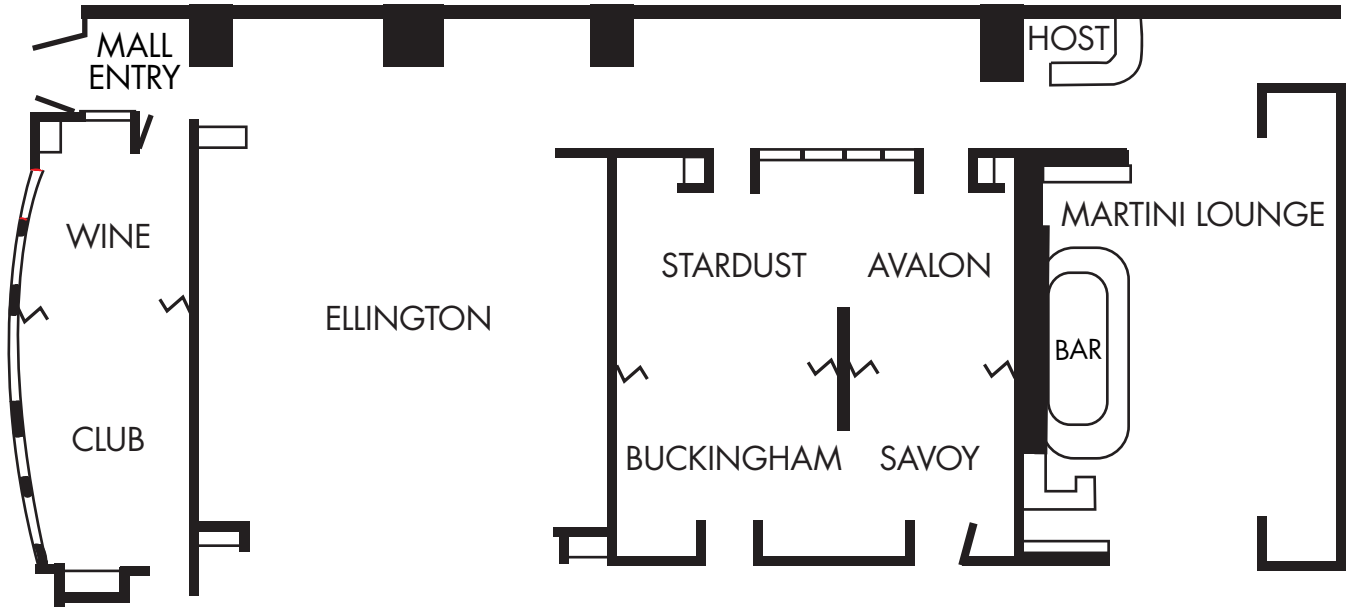 MALL
ENTRY
HOST
WINE
MARTINI LOUNGE
STARDUST
AVALON
ELLINGTON
BAR
CLUB
BUCKINGHAM
SAVOY